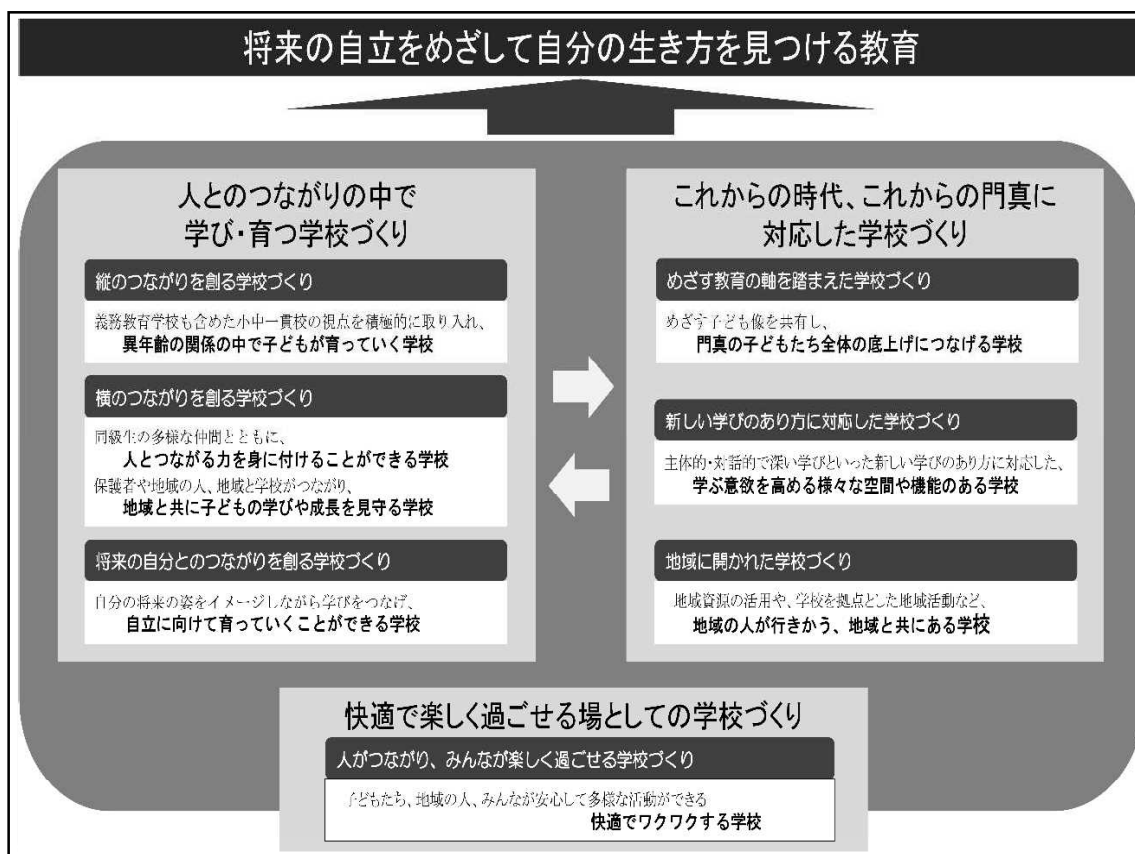 将来の自立をめざして自分の生き方を見つける教育
人とのつながりの中で
学び・育つ学校づくり
縦のつながりを創る学校づくり
義務教育学校も含めた小中一貫校の視点を積極的に取り入れ、
異年齢の関係の中で子どもが育っていく学校
横のつながりを創る学校づくり
同級生の多様な仲間とともに、
人とつながる力を身に付けることができる学校
保護者や地域の人、地域と学校がつながり、
地域と共に子どもの学びや成長を見守る学校
将来の自分とのつながりを創る学校づくり
自分の将来の姿をイメージしながら学びをつなげ、
自立に向けて育っていくことができる学校
これからの時代、これからの門真に
対応した学校づくり
めざす教育の軸を踏まえた学校づくり
めざす子ども像を共有し、
門真の子どもたち全体の底上げにつなげる学校
新しい学びのあり方に対応した学校づくり
主体的・対話的で深い学びといった新しい学びのあり方に対応した、
学ぶ意欲を高める様々な空間や機能のある学校
地域に開かれた学校づくり
地域資源の活用や、学校を拠点とした地域活動など、
地域の人が行きかう、地域と共にある学校
快適で楽しく過ごせる場としての学校づくり
人がつながり、みんなが楽しく過ごせる学校づくり
子どもたち、地域の人、みんなが安心して多様な活動ができる
快適でワクワクする学校